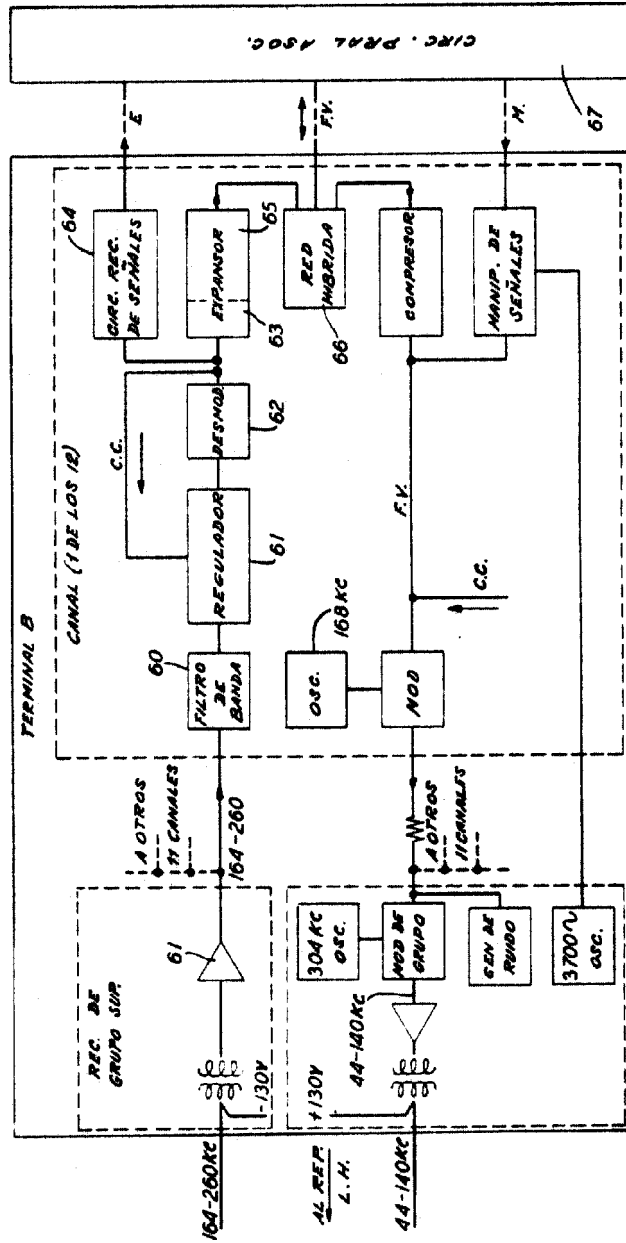 TERMINAL B
REC. DE
GRUPO SUP.
164-260KC
-130V
61
A OTROS
11 CANALES
164-260
CANAL (1 DE LOS 12)
60
FILTRO
DE
BANDA
REGULADOR
61
C.C.
DESMOD
62
CIRC. REC.
DE SEÑALES
64
EXPANSOR
65
63
RED
HIBRIDA
66
COMPRESOR
MANIP. DE
SEÑALES
E
F.V.
M.
CIRC. PRAL ASOC.
67
AL REP.
L.H.
44-140KC
+130V
44-140KC
304 KC
OSC.
MOD DE
GRUPO
GEN DE
RUIDO
3700~
OSC.
A OTROS
11 CANALES
OSC.
168 KC
MOD
F.V.
C.C.